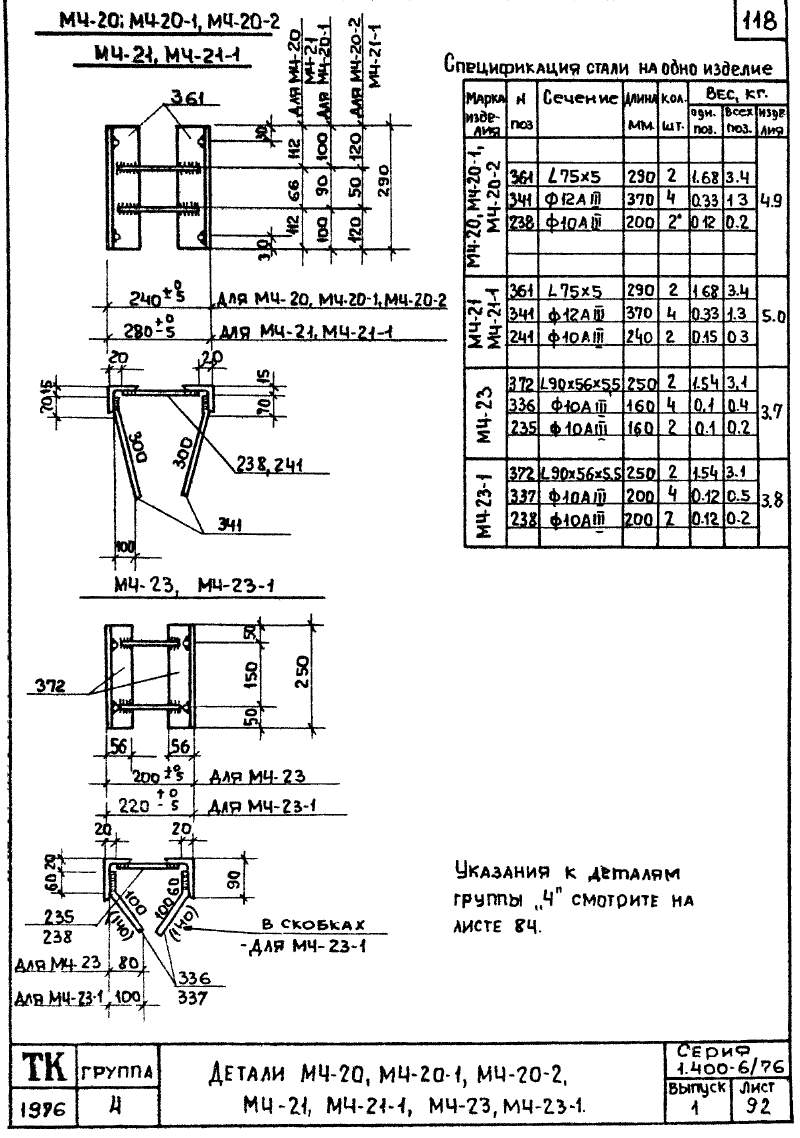 МЧ-20; МЧ-20-1, МЧ-20-2
МЧ-21, МЧ-21-1
118
для МЧ-20
МЧ-21
для МЧ-20-1
для МЧ-20-2
МЧ-21-1
361
30
112 100 120
66 90 50
290
112 100 120
30
240 +0 -5 для МЧ-20, МЧ-20-1, МЧ-20-2
280 +0 -5 для МЧ-21, МЧ-21-1
20 20
15 15
70 70
300 300
238, 241
341
100
Спецификация стали на одно изделие
Марка изделия N поз Сечение Длина мм. кол. шт. Вес, кг.
одн. поз. Всех поз. изделия
МЧ-20, МЧ-20-1, МЧ-20-2
361 L75×5 290 2 1.68 3.4
341 ф12АIII 370 4 0.33 1 3 4.9
238 ф10АIII 200 2 0 12 0.2
МЧ-21 МЧ-21-1
361 L75×5 290 2 1 68 3.4
341 ф12АIII 370 4 0.33 1.3 5.0
241 ф10АIII 240 2 0.15 0 3
МЧ-23
372 L90×56×5,5 250 2 1.54 3,1
336 ф10АIII 160 4 0.1 0.4 3.7
235 ф10АIII 160 2 0.1 0.2
МЧ-23-1
372 L90×56×5,5 250 2 1.54 3.1
337 ф10АIII 200 4 0.12 0.5 3.8
238 ф10АIII 200 2 0.12 0.2
МЧ-23, МЧ-23-1
372
50
150 250
50
56 56
200 +0 -5 для МЧ-23
220 +0 -5 для МЧ-23-1
20 20
20
60 60 90
100 100
(140) (140)
235
238
В скобках
-для МЧ-23-1
для МЧ-23 80
336
для МЧ-23-1 100 337
Указания к деталям
группы „4" смотрите на
листе 84.
ТК группа
1976 4
Детали МЧ-20, МЧ-20-1, МЧ-20-2,
МЧ-21, МЧ-21-1, МЧ-23, МЧ-23-1.
Серия
1.400-6/76
Выпуск Лист
1 92